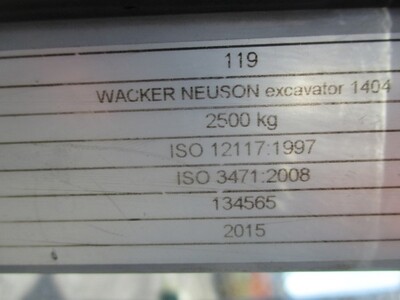 119
WACKER NEUSON excavator 1404
2500 kg
ISO 12117:1997
ISO 3471:2008
134565
2015